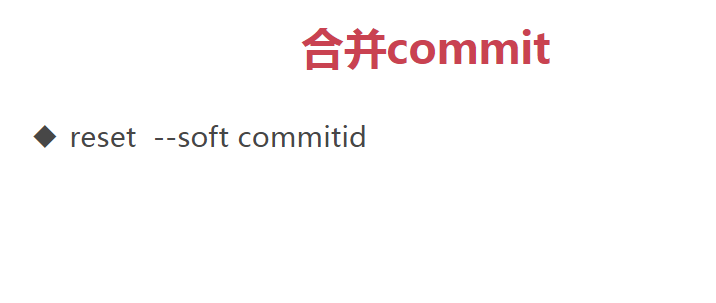 合并commit
◆ reset  --soft commitid